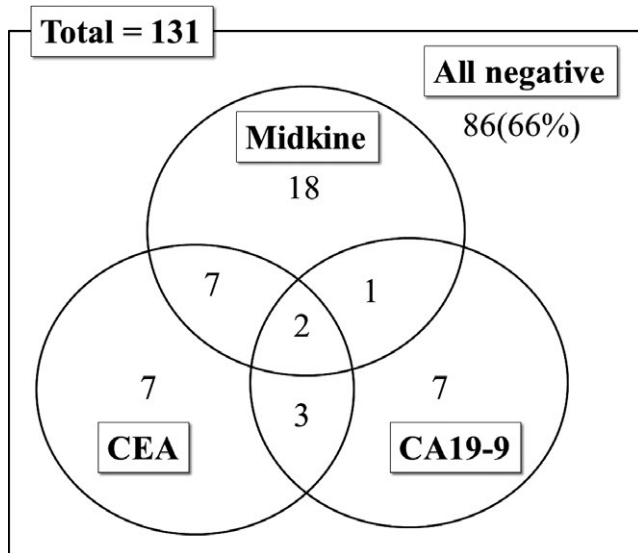 Total = 131
All negative
86(66%)
Midkine
18
7
1
2
7
3
7
CEA
CA19-9